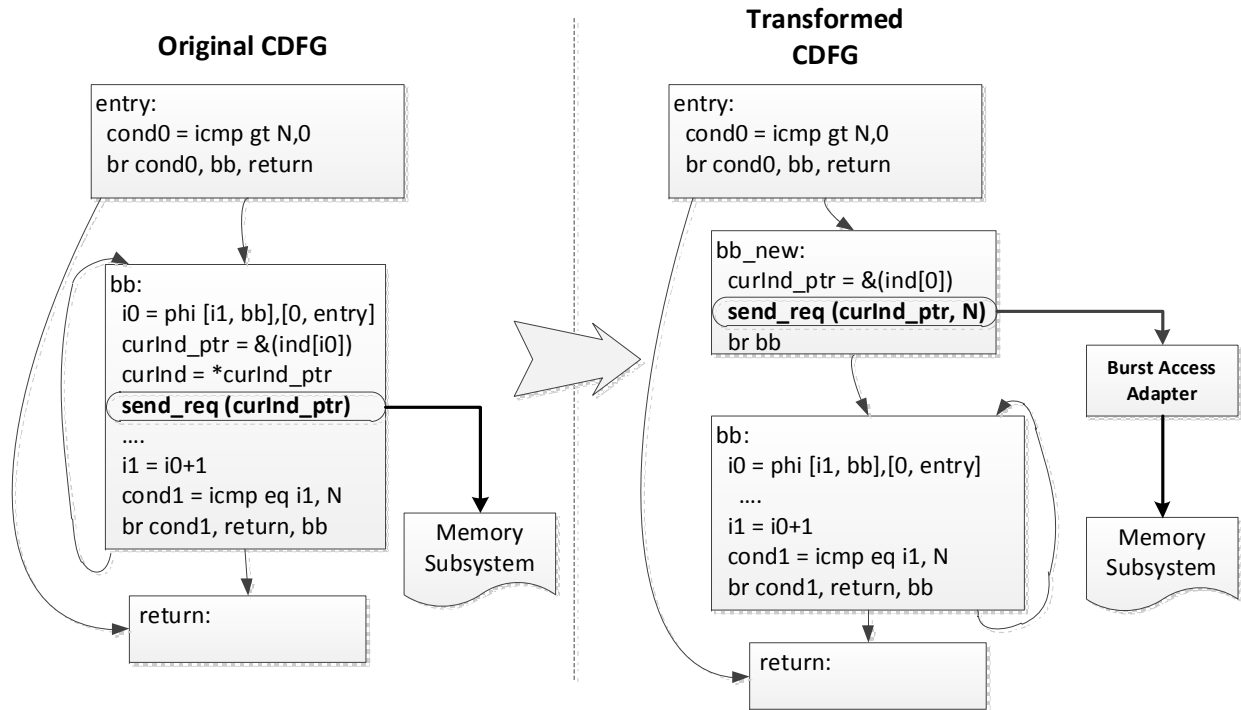 Original CDFG
entry:
cond0 = icmp gt N,0
br cond0, bb, return
bb:
i0 = phi [i1, bb],[0, entry]
curInd_ptr = &(ind[i0])
curInd = *curInd_ptr
send_req (curInd_ptr)
....
i1 = i0+1
cond1 = icmp eq i1, N
br cond1, return, bb
Memory
Subsystem
return:
Transformed
CDFG
entry:
cond0 = icmp gt N,0
br cond0, bb, return
bb_new:
curInd_ptr = &(ind[0])
send_req (curInd_ptr, N)
br bb
Burst Access
Adapter
bb:
i0 = phi [i1, bb],[0, entry]
....
i1 = i0+1
cond1 = icmp eq i1, N
br cond1, return, bb
Memory
Subsystem
return: